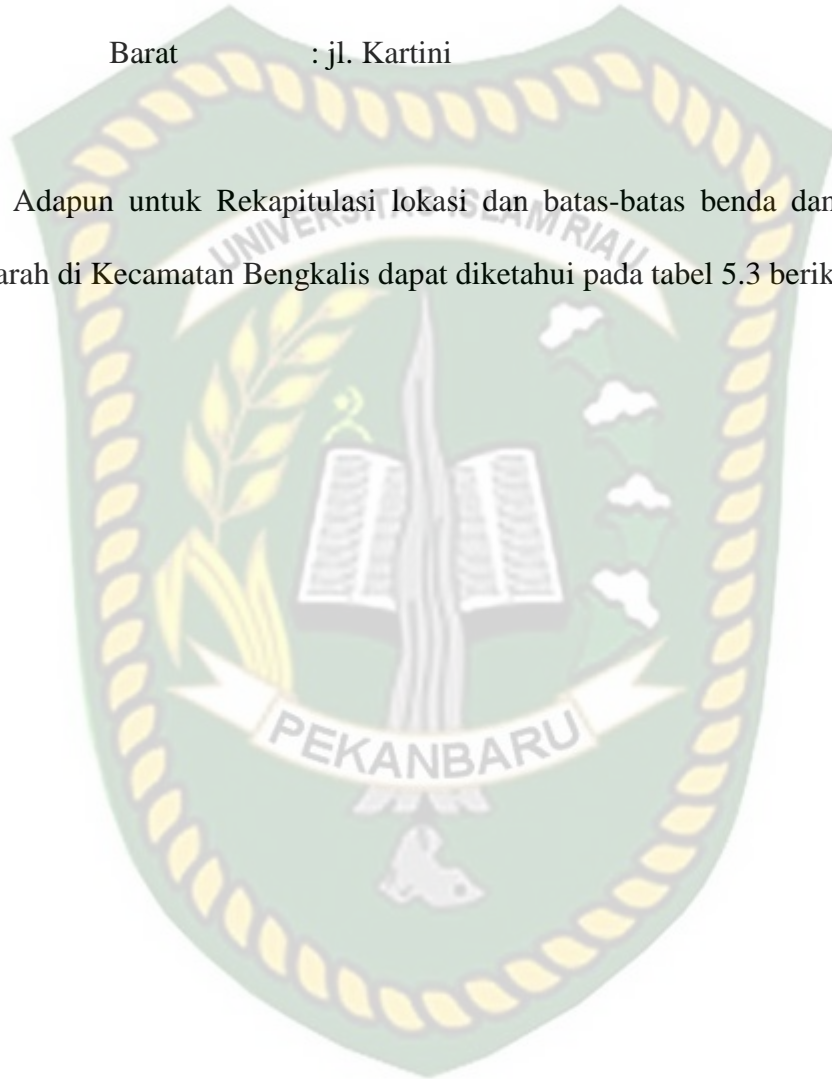 Barat : jl. Kartini
UNIVERSITAS ISLAM RIAU
Adapun untuk Rekapitulasi lokasi dan batas-batas benda dan
arah di Kecamatan Bengkalis dapat diketahui pada tabel 5.3 berik
PEKANBARU